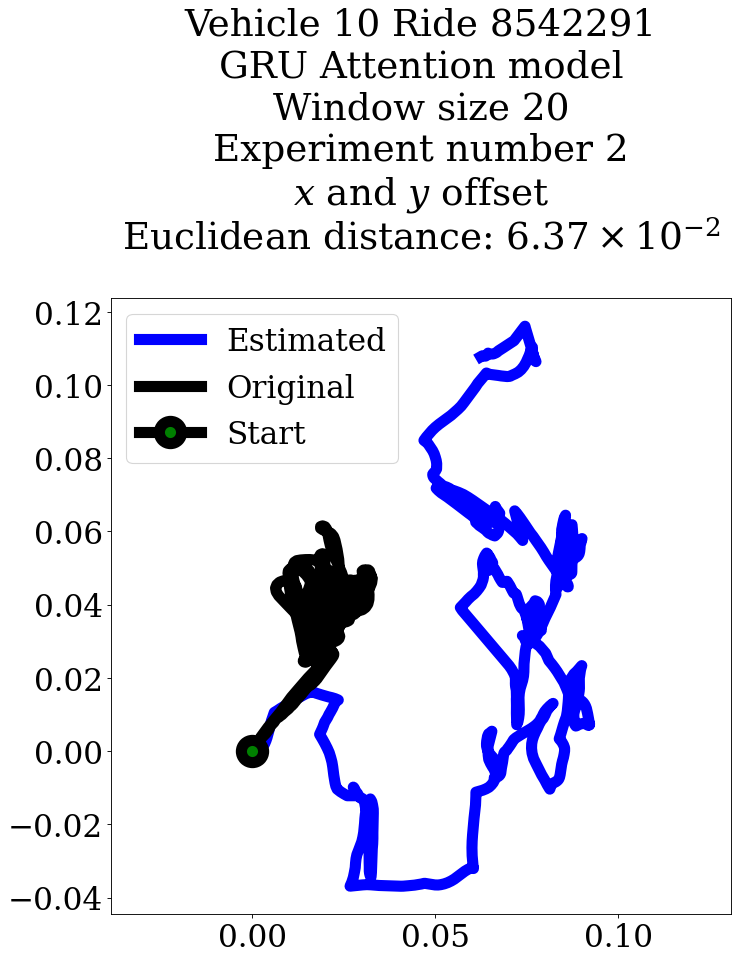 Vehicle 10 Ride 8542291
GRU Attention model
Window size 20
Experiment number 2
x and y offset
Euclidean distance: 6.37 × 10⁻²
0.12
0.10
0.08
0.06
0.04
0.02
0.00
−0.02
−0.04
Estimated
Original
Start
0.00 0.05 0.10